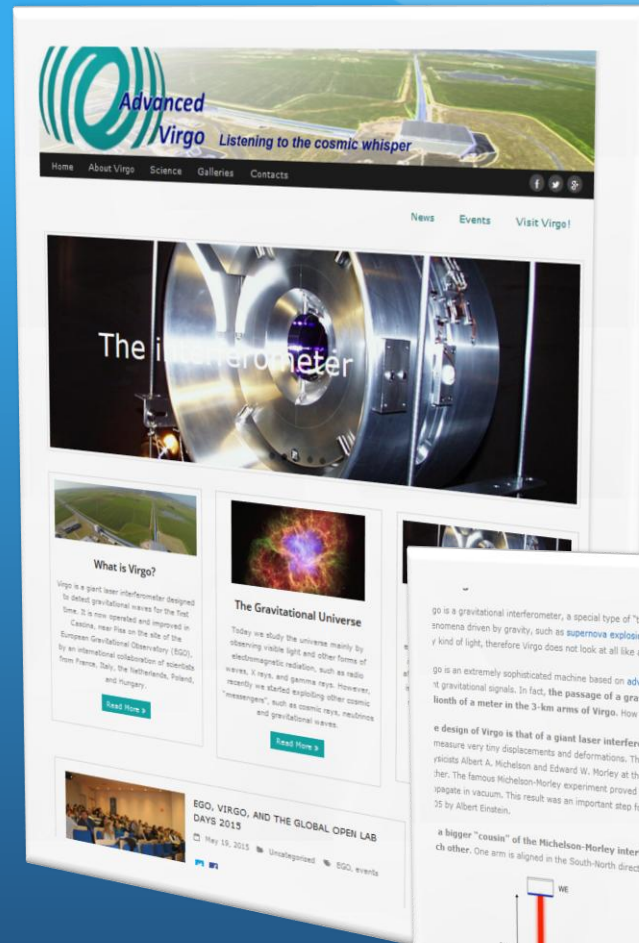 Advanced
Virgo Listening to the cosmic whisper
Home About Virgo Science Galleries Contacts
News Events Visit Virgo!
The interferometer
What is Virgo?
Virgo is a giant laser interferometer designed
to detect gravitational waves for the first
time. It is now operated and improved in
Cascina, near Pisa on the site of the
European Gravitational Observatory (EGO),
by an international collaboration of scientists
from France, Italy, the Netherlands, Poland,
and Hungary.
Read More »
The Gravitational Universe
Today we study the universe mainly by
observing visible light and other forms of
electromagnetic radiation, such as radio
waves, X rays, and gamma rays. However,
recently we started exploiting other cosmic
"messengers", such as cosmic rays, neutrinos
and gravitational waves.
Read More »
EGO, VIRGO, AND THE GLOBAL OPEN LAB
DAYS 2015
May 19, 2015 Uncategorized EGO, events
go is a gravitational interferometer, a special type of "t
enomena driven by gravity, such as supernova explosi
y kind of light, therefore Virgo does not look at all like a
go is an extremely sophisticated machine based on adv
nt gravitational signals. In fact, the passage of a gra
lionth of a meter in the 3-km arms of Virgo. How
e design of Virgo is that of a giant laser interfer
measure very tiny displacements and deformations. Th
ysicists Albert A. Michelson and Edward W. Morley at th
ther. The famous Michelson-Morley experiment proved
opagate in vacuum. This result was an important step f
05 by Albert Einstein.
a bigger "cousin" of the Michelson-Morley inter
ch other. One arm is aligned in the South-North direct
WE